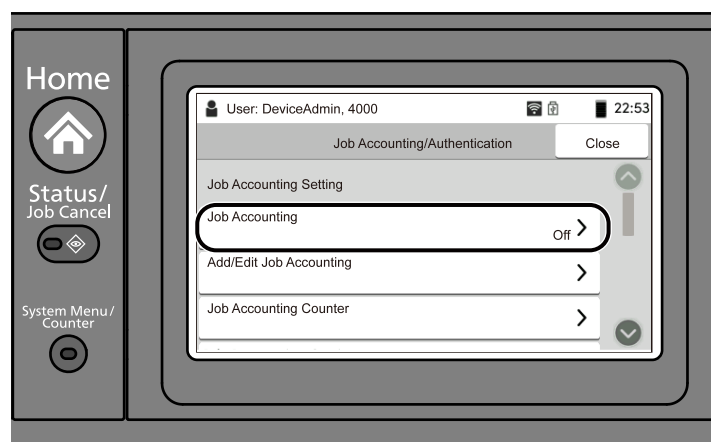 Home
Status/
Job Cancel
System Menu/
Counter
User: DeviceAdmin, 4000
22:53
Job Accounting/Authentication
Close
Job Accounting Setting
Job Accounting
Off
Add/Edit Job Accounting
Job Accounting Counter